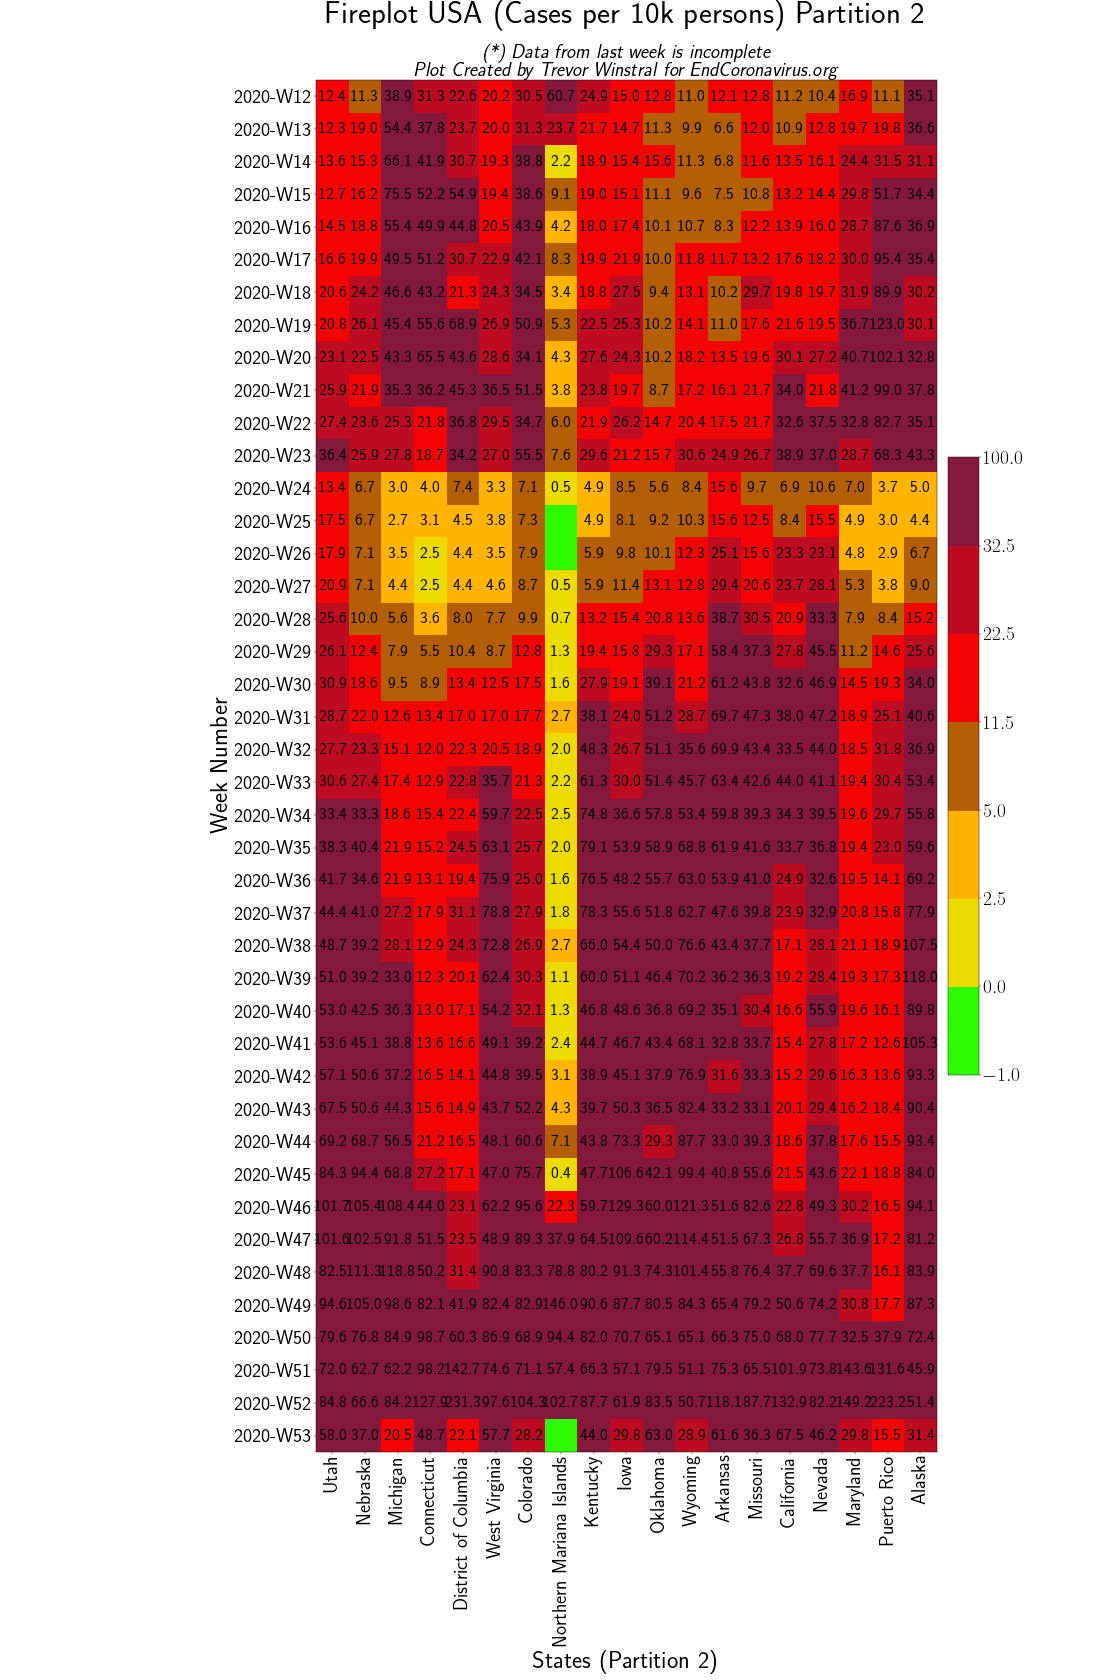 Fireplot USA (Cases per 10k persons) Partition 2
(*) Data from last week is incomplete
Plot Created by Trevor Winstral for EndCoronavirus.org
2020-W12 12.4 11.3 38.9 31.3 22.6 20.2 30.5 60.7 24.9 15.0 12.8 11.0 12.1 12.8 11.2 10.4 16.9 11.1 35.1
2020-W13 12.3 19.0 54.4 37.8 23.7 20.0 31.3 23.7 21.7 14.7 11.3 9.9 6.6 12.0 10.9 12.8 19.7 19.8 36.6
2020-W14 13.6 15.3 66.1 41.9 30.7 19.3 38.8 2.2 18.9 15.4 15.6 11.3 6.8 11.6 13.5 16.1 24.4 31.5 31.1
2020-W15 12.7 16.2 75.5 52.2 54.9 19.4 38.6 9.1 19.0 15.1 11.1 9.6 7.5 10.8 13.2 14.4 29.8 51.7 34.4
2020-W16 14.5 18.8 55.4 49.9 44.8 20.5 43.9 4.2 18.0 17.4 10.1 10.7 8.3 12.2 13.9 16.0 28.7 87.6 36.9
2020-W17 16.6 19.9 49.5 51.2 30.7 22.9 42.1 8.3 19.9 21.9 10.0 11.8 11.7 13.2 17.6 18.2 30.0 95.4 35.4
2020-W18 20.6 24.2 46.6 43.2 21.3 24.3 34.5 3.4 18.8 27.5 9.4 13.1 10.2 29.7 19.8 19.7 31.9 89.9 30.2
2020-W19 20.8 26.1 45.4 55.6 68.9 26.9 50.9 5.3 22.5 25.3 10.2 14.1 11.0 17.6 21.6 19.5 36.7 123.0 30.1
2020-W20 23.1 22.5 43.3 65.5 43.6 28.6 34.1 4.3 27.6 24.3 10.2 18.2 13.5 19.6 30.1 27.2 40.7 102.1 32.8
2020-W21 25.9 21.9 35.3 36.2 45.3 36.5 51.5 3.8 23.8 19.7 8.7 17.2 16.1 21.7 34.0 21.8 41.2 99.0 37.8
2020-W22 27.4 23.6 25.3 21.8 36.8 29.5 34.7 6.0 21.9 26.2 14.7 20.4 17.5 21.7 32.6 37.5 32.8 82.7 35.1
2020-W23 36.4 25.9 27.8 18.7 34.2 27.0 55.5 7.6 29.6 21.2 15.7 30.6 24.9 26.7 38.9 37.0 28.7 68.3 43.3
2020-W24 13.4 6.7 3.0 4.0 7.4 3.3 7.1 0.5 4.9 8.5 5.6 8.4 15.6 9.7 6.9 10.6 7.0 3.7 5.0
2020-W25 17.5 6.7 2.7 3.1 4.5 3.8 7.3 4.9 8.1 9.2 10.3 15.6 12.5 8.4 15.5 4.9 3.0 4.4
2020-W26 17.9 7.1 3.5 2.5 4.4 3.5 7.9 5.9 9.8 10.1 12.3 25.1 15.6 23.3 23.1 4.8 2.9 6.7
2020-W27 20.9 7.1 4.4 2.5 4.4 4.6 8.7 0.5 5.9 11.4 13.1 12.8 29.4 20.6 23.7 28.1 5.3 3.8 9.0
2020-W28 25.6 10.0 5.6 3.6 8.0 7.7 9.9 0.7 13.2 15.4 20.8 13.6 38.7 30.5 20.9 33.3 7.9 8.4 15.2
2020-W29 26.1 12.4 7.9 5.5 10.4 8.7 12.8 1.3 19.4 15.8 29.3 17.1 58.4 37.3 27.8 45.5 11.2 14.6 25.6
2020-W30 30.9 18.6 9.5 8.9 13.4 12.5 17.5 1.6 27.9 19.1 39.1 21.2 61.2 43.8 32.6 46.9 14.5 19.3 34.0
2020-W31 28.7 22.0 12.6 13.4 17.0 17.0 17.7 2.7 38.1 24.0 51.2 28.7 69.7 47.3 38.0 47.2 18.9 25.1 40.6
2020-W32 27.7 23.3 15.1 12.0 22.3 20.5 18.9 2.0 48.3 26.7 51.1 35.6 69.9 43.4 33.5 44.0 18.5 31.8 36.9
2020-W33 30.6 27.4 17.4 12.9 22.8 35.7 21.3 2.2 61.3 30.0 51.4 45.7 63.4 42.6 44.0 41.1 19.4 30.4 53.4
2020-W34 33.4 33.3 18.6 15.4 22.4 59.7 22.5 2.5 74.8 36.6 57.8 53.4 59.8 39.3 34.3 39.5 19.6 29.7 55.8
2020-W35 38.3 40.4 21.9 15.2 24.5 63.1 25.7 2.0 79.1 53.9 58.9 68.8 61.9 41.6 33.7 36.8 19.4 23.0 59.6
2020-W36 41.7 34.6 21.9 13.1 19.4 75.9 25.0 1.6 76.5 48.2 55.7 63.0 53.9 41.0 24.9 32.6 19.5 14.1 69.2
2020-W37 44.4 41.0 27.2 17.9 31.1 78.8 27.9 1.8 78.3 55.6 51.8 62.7 47.6 39.8 23.9 32.9 20.8 15.8 77.9
2020-W38 48.7 39.2 28.1 12.9 24.3 72.8 26.9 2.7 66.0 54.4 50.0 76.6 43.4 37.7 17.1 28.1 21.1 18.9 107.5
2020-W39 51.0 39.2 33.0 12.3 20.1 62.4 30.3 1.1 60.0 51.1 46.4 70.2 36.2 36.3 19.2 28.4 19.3 17.3 118.0
2020-W40 53.0 42.5 36.3 13.0 17.1 54.2 32.1 1.3 46.8 48.6 36.8 69.2 35.1 30.4 16.6 55.9 19.6 16.1 89.8
2020-W41 53.6 45.1 38.8 13.6 16.6 49.1 39.2 2.4 44.7 46.7 43.4 68.1 32.8 33.7 15.4 27.8 17.2 12.6 105.3
2020-W42 57.1 50.6 37.2 16.5 14.1 44.8 39.5 3.1 38.9 45.1 37.9 76.9 31.6 33.3 15.2 29.6 16.3 13.6 93.3
2020-W43 67.5 50.6 44.3 15.6 14.9 43.7 52.2 4.3 39.7 50.3 36.5 82.4 33.2 33.1 20.1 29.4 16.2 18.4 90.4
2020-W44 69.2 68.7 56.5 21.2 16.5 48.1 60.6 7.1 43.8 73.3 29.3 87.7 33.0 39.3 18.6 37.8 17.6 15.5 93.4
2020-W45 84.3 94.4 68.8 27.2 17.1 47.0 75.7 0.4 47.7 106.6 42.1 99.4 40.8 55.6 21.5 43.6 22.1 18.8 84.0
2020-W46 101.7 105.4 108.4 44.0 23.1 62.2 95.6 22.3 59.7 129.3 60.0 121.3 51.6 82.6 22.8 49.3 30.2 16.5 94.1
2020-W47 101.6 102.5 91.8 51.5 23.5 48.9 89.3 37.9 64.5 109.6 60.2 114.4 51.5 67.3 26.8 55.7 36.9 17.2 81.2
2020-W48 82.5 111.3 118.8 50.2 31.4 90.8 83.3 78.8 80.2 91.3 74.3 101.4 55.8 76.4 37.7 69.6 37.7 16.1 83.9
2020-W49 94.6 105.0 98.6 82.1 41.9 82.4 82.9 146.0 90.6 87.7 80.5 84.3 65.4 79.2 50.6 74.2 30.8 17.7 87.3
2020-W50 79.6 76.8 84.9 98.7 60.3 86.9 68.9 94.4 82.0 70.7 65.1 65.1 66.3 75.0 68.0 77.7 32.5 37.9 72.4
2020-W51 72.0 62.7 62.2 98.2 142.7 74.6 71.1 57.4 66.3 57.1 79.5 51.1 75.3 65.5 101.9 73.8 143.6 131.6 45.9
2020-W52 84.8 66.6 84.2 127.9 231.3 97.6 104.3 102.7 87.7 61.9 83.5 50.7 118.1 87.7 132.9 82.2 149.2 223.2 51.4
2020-W53 58.0 37.0 20.5 48.7 22.1 57.7 28.2 44.0 29.8 63.0 28.9 61.6 36.3 67.5 46.2 29.8 15.5 31.4
Week Number
Utah
Nebraska
Michigan
Connecticut
District of Columbia
West Virginia
Colorado
Northern Mariana Islands
Kentucky
Iowa
Oklahoma
Wyoming
Arkansas
Missouri
California
Nevada
Maryland
Puerto Rico
Alaska
States (Partition 2)
100.0
32.5
22.5
11.5
5.0
2.5
0.0
−1.0